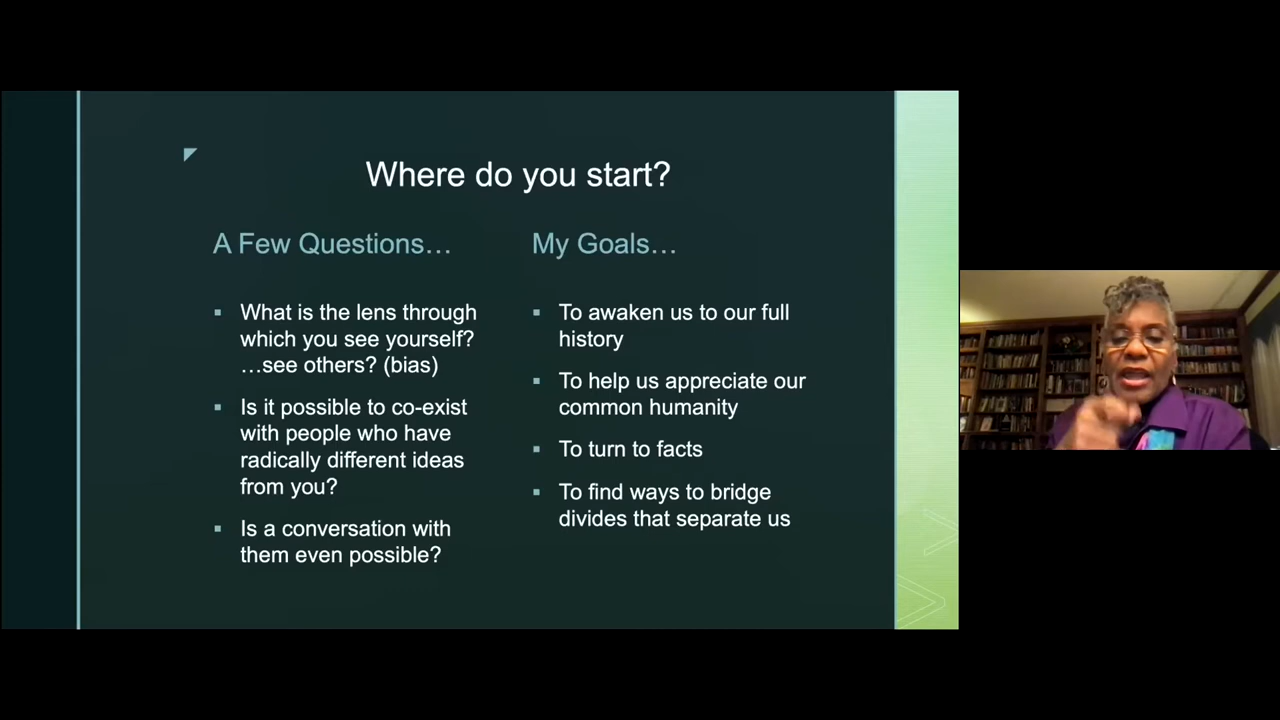 Where do you start?
A Few Questions…
▪ What is the lens through
which you see yourself?
…see others? (bias)
▪ Is it possible to co-exist
with people who have
radically different ideas
from you?
▪ Is a conversation with
them even possible?
My Goals…
▪ To awaken us to our full
history
▪ To help us appreciate our
common humanity
▪ To turn to facts
▪ To find ways to bridge
divides that separate us